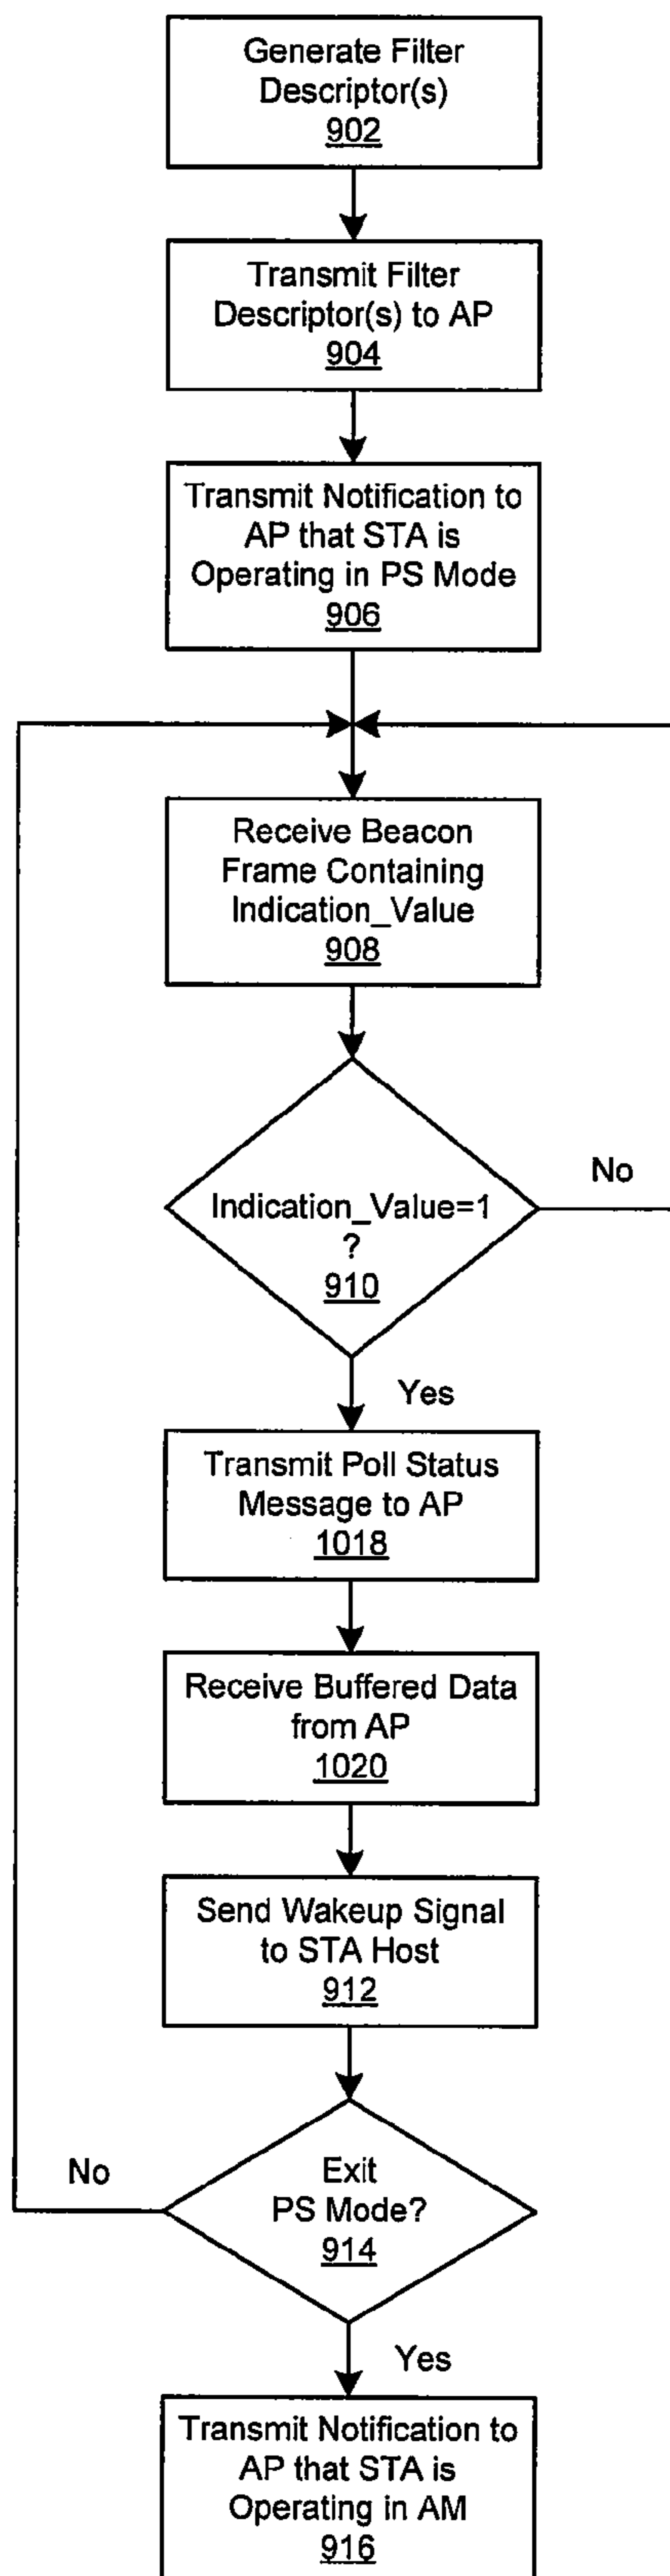 Generate Filter
Descriptor(s)
902
Transmit Filter
Descriptor(s) to AP
904
Transmit Notification to
AP that STA is
Operating in PS Mode
906
Receive Beacon
Frame Containing
Indication_Value
908
Indication_Value=1
?
910
No
Yes
Transmit Poll Status
Message to AP
1018
Receive Buffered Data
from AP
1020
Send Wakeup Signal
to STA Host
912
No
Exit
PS Mode?
914
Yes
Transmit Notification to
AP that STA is
Operating in AM
916